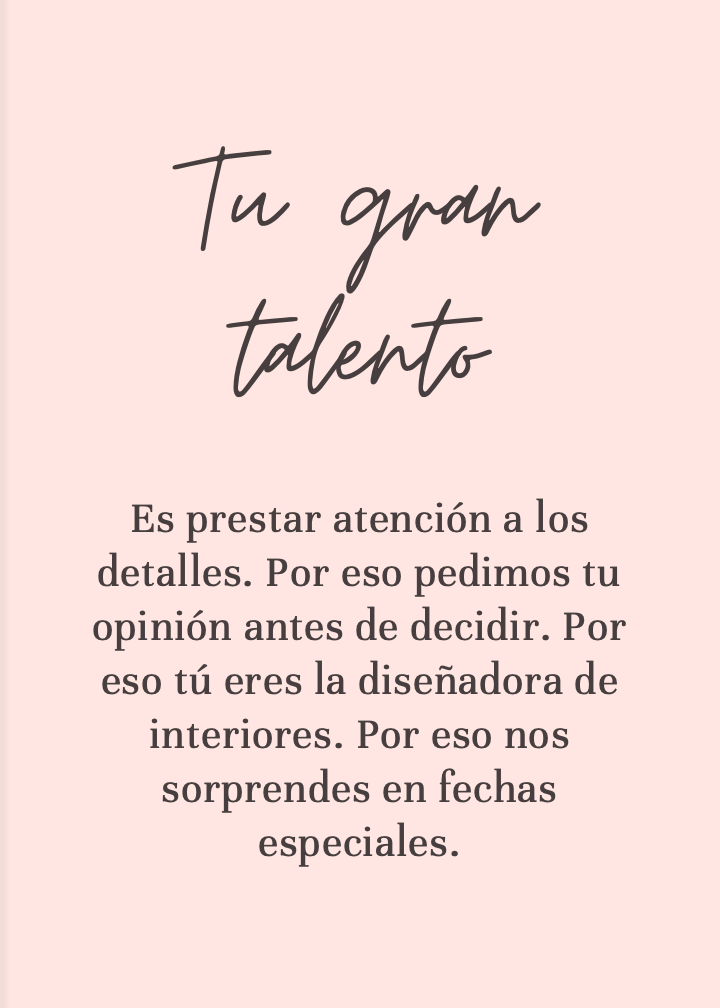 Tu gran
talento
Es prestar atención a los
detalles. Por eso pedimos tu
opinión antes de decidir. Por
eso tú eres la diseñadora de
interiores. Por eso nos
sorprendes en fechas
especiales.